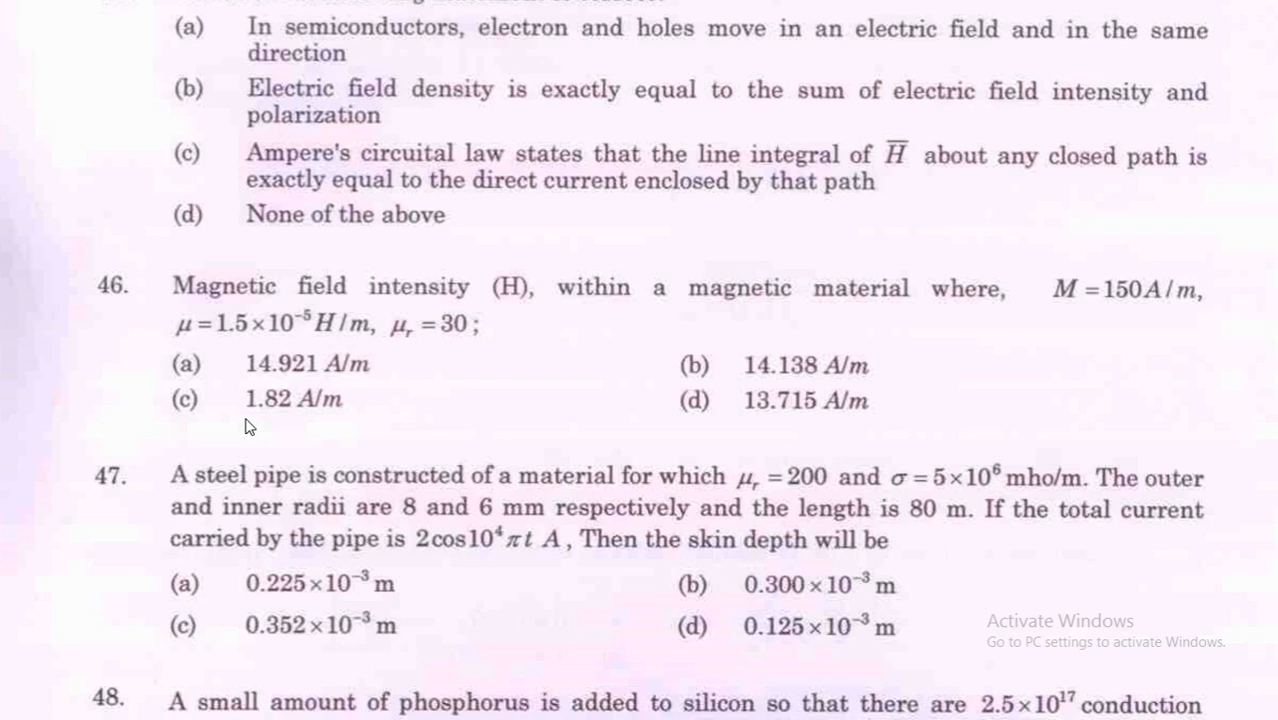 (a) In semiconductors, electron and holes move in an electric field and in the same
direction
(b) Electric field density is exactly equal to the sum of electric field intensity and
polarization
(c) Ampere's circuital law states that the line integral of H̅ about any closed path is
exactly equal to the direct current enclosed by that path
(d) None of the above
46. Magnetic field intensity (H), within a magnetic material where, M = 150 A/m,
μ = 1.5×10⁻⁵ H/m, μᵣ = 30;
(a) 14.921 A/m (b) 14.138 A/m
(c) 1.82 A/m (d) 13.715 A/m
47. A steel pipe is constructed of a material for which μᵣ = 200 and σ = 5×10⁶ mho/m. The outer
and inner radii are 8 and 6 mm respectively and the length is 80 m. If the total current
carried by the pipe is 2cos10⁴πt A, Then the skin depth will be
(a) 0.225×10⁻³ m (b) 0.300×10⁻³ m
(c) 0.352×10⁻³ m (d) 0.125×10⁻³ m
Activate Windows
Go to PC settings to activate Windows.
48. A small amount of phosphorus is added to silicon so that there are 2.5×10¹⁷ conduction